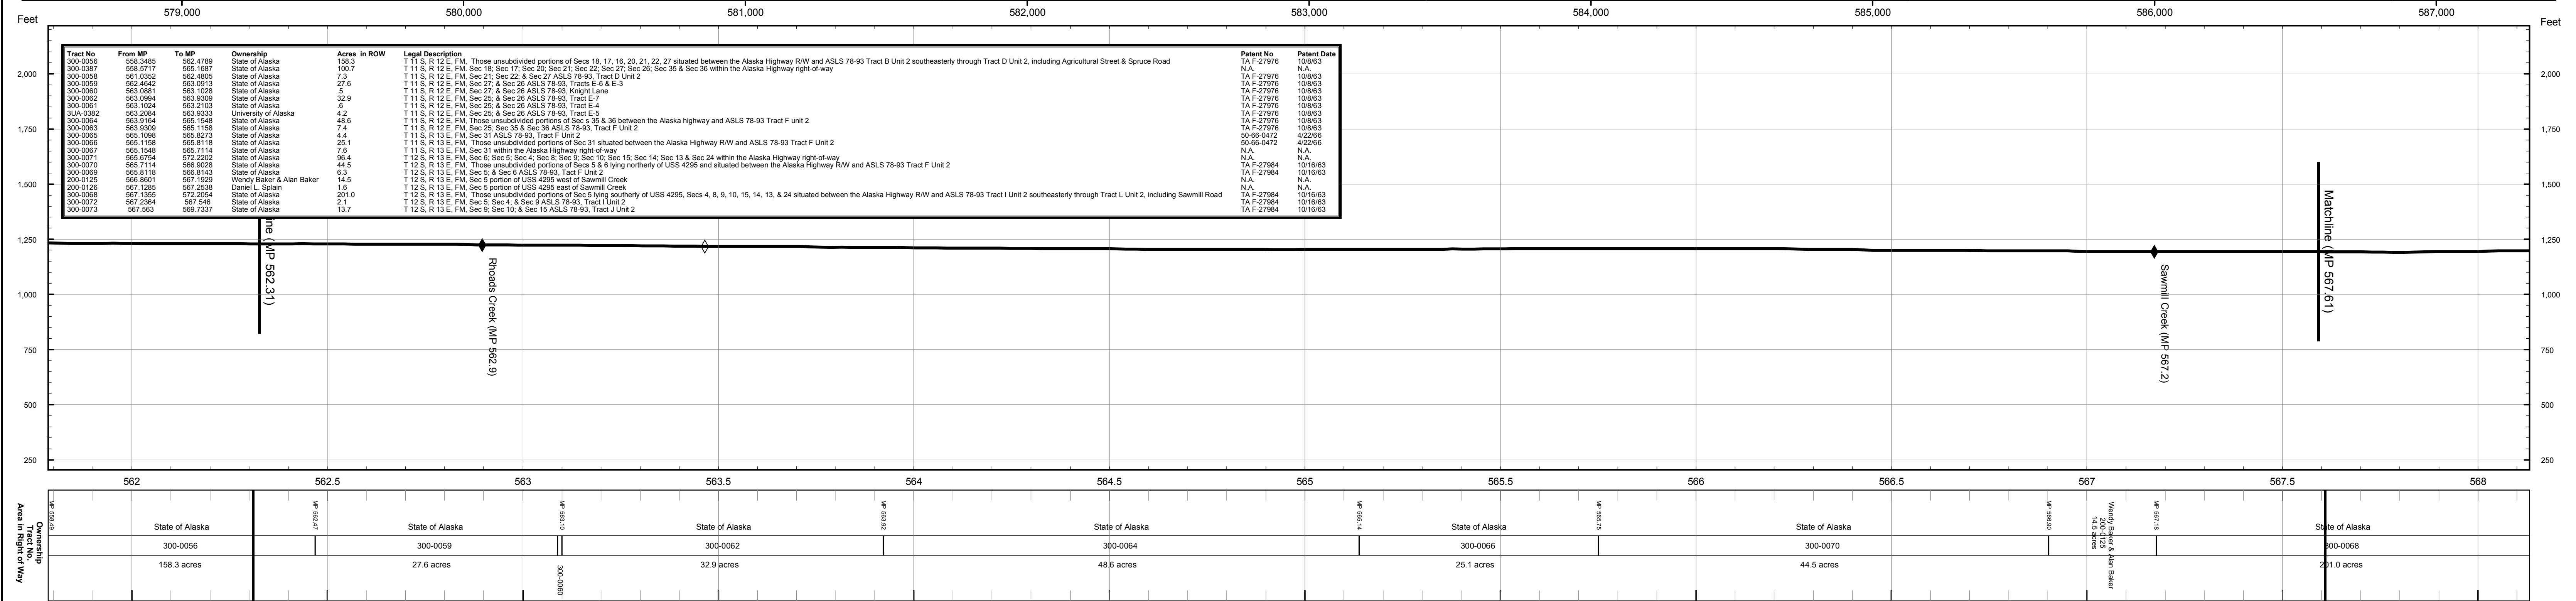 579,000 580,000 581,000 582,000 583,000 584,000 585,000 586,000 587,000
Feet Feet
Tract No From MP To MP Ownership Acres in ROW Legal Description Patent No Patent Date
300-0056 558.3485 562.4789 State of Alaska 158.3 T 11 S, R 12 E, FM, Those unsubdivided portions of Secs 18, 17, 16, 20, 21, 22, 27 situated between the Alaska Highway R/W and ASLS 78-93 Tract B Unit 2 southeasterly through Tract D Unit 2, including Agricultural Street & Spruce Road TA F-27976 10/8/63
300-0387 558.5717 565.1687 State of Alaska 100.7 T 11 S, R 12 E, FM, Sec 18; Sec 17; Sec 20; Sec 21; Sec 22; Sec 27; Sec 26; Sec 35 & Sec 36 within the Alaska Highway right-of-way N.A. N.A.
300-0058 561.0352 562.4805 State of Alaska 7.3 T 11 S, R 12 E, FM, Sec 21; Sec 22; & Sec 27 ASLS 78-93, Tract D Unit 2 TA F-27976 10/8/63
300-0059 562.4642 563.0913 State of Alaska 27.6 T 11 S, R 12 E, FM, Sec 27; & Sec 26 ASLS 78-93, Tracts E-6 & E-3 TA F-27976 10/8/63
300-0060 563.0881 563.1028 State of Alaska .5 T 11 S, R 12 E, FM, Sec 27; & Sec 26 ASLS 78-93, Knight Lane TA F-27976 10/8/63
300-0062 563.0994 563.9309 State of Alaska 32.9 T 11 S, R 12 E, FM, Sec 25; & Sec 26 ASLS 78-93, Tract E-7 TA F-27976 10/8/63
300-0061 563.1024 563.2103 State of Alaska .6 T 11 S, R 12 E, FM, Sec 25; & Sec 26 ASLS 78-93, Tract E-4 TA F-27976 10/8/63
3UA-0382 563.2084 563.9333 University of Alaska 4.2 T 11 S, R 12 E, FM, Sec 25; & Sec 26 ASLS 78-93, Tract E-5 TA F-27976 10/8/63
300-0064 563.9164 565.1548 State of Alaska 48.6 T 11 S, R 12 E, FM, Those unsubdivided portions of Sec s 35 & 36 between the Alaska highway and ASLS 78-93 Tract F unit 2 TA F-27976 10/8/63
300-0063 563.9309 565.1158 State of Alaska 7.4 T 11 S, R 12 E, FM, Sec 25; Sec 35 & Sec 36 ASLS 78-93, Tract F Unit 2 TA F-27976 10/8/63
300-0065 565.1098 565.8273 State of Alaska 4.4 T 11 S, R 13 E, FM, Sec 31 ASLS 78-93, Tract F Unit 2 50-66-0472 4/22/66
300-0066 565.1158 565.8118 State of Alaska 25.1 T 11 S, R 13 E, FM, Those unsubdivided portions of Sec 31 situated between the Alaska Highway R/W and ASLS 78-93 Tract F Unit 2 50-66-0472 4/22/66
300-0067 565.1548 565.7114 State of Alaska 7.6 T 11 S, R 13 E, FM, Sec 31 within the Alaska Highway right-of-way N.A. N.A.
300-0071 565.6754 572.2202 State of Alaska 96.4 T 12 S, R 13 E, FM, Sec 6; Sec 5; Sec 4; Sec 8; Sec 9; Sec 10; Sec 15; Sec 14; Sec 13 & Sec 24 within the Alaska Highway right-of-way N.A. N.A.
300-0070 565.7114 566.9028 State of Alaska 44.5 T 12 S, R 13 E, FM, Those unsubdivided portions of Secs 5 & 6 lying northerly of USS 4295 and situated between the Alaska Highway R/W and ASLS 78-93 Tract F Unit 2 TA F-27984 10/16/63
300-0069 565.8118 566.8143 State of Alaska 6.3 T 12 S, R 13 E, FM, Sec 5; & Sec 6 ASLS 78-93, Tact F Unit 2 TA F-27984 10/16/63
200-0125 566.8601 567.1929 Wendy Baker & Alan Baker 14.5 T 12 S, R 13 E, FM, Sec 5 portion of USS 4295 west of Sawmill Creek N.A. N.A.
200-0126 567.1285 567.2538 Daniel L. Splain 1.6 T 12 S, R 13 E, FM, Sec 5 portion of USS 4295 east of Sawmill Creek N.A. N.A.
300-0068 567.1355 572.2054 State of Alaska 201.0 T 12 S, R 13 E, FM, Those unsubdivided portions of Sec 5 lying southerly of USS 4295, Secs 4, 8, 9, 10, 15, 14, 13, & 24 situated between the Alaska Highway R/W and ASLS 78-93 Tract I Unit 2 southeasterly through Tract L Unit 2, including Sawmill Road TA F-27984 10/16/63
300-0072 567.2364 567.546 State of Alaska 2.1 T 12 S, R 13 E, FM, Sec 5; Sec 4; & Sec 9 ASLS 78-93, Tract I Unit 2 TA F-27984 10/16/63
300-0073 567.563 569.7337 State of Alaska 13.7 T 12 S, R 13 E, FM, Sec 9; Sec 10; & Sec 15 ASLS 78-93, Tract J Unit 2 TA F-27984 10/16/63
2,000 2,000
1,750 1,750
1,500 1,500
1,250 1,250
1,000 1,000
750 750
500 500
250 250
ine (MP 562.31)
Rhoads Creek (MP 562.9)
Sawmill Creek (MP 567.2)
Matchline (MP 567.61)
562 562.5 563 563.5 564 564.5 565 565.5 566 566.5 567 567.5 568
MP 558.49 MP 562.47 MP 563.10 MP 563.92 MP 565.14 MP 565.75 MP 566.90 MP 567.18
Ownership State of Alaska State of Alaska State of Alaska State of Alaska State of Alaska State of Alaska Wendy Baker & Alan Baker State of Alaska
Tract No. 300-0056 300-0059 300-0060 300-0062 300-0064 300-0066 300-0070 200-0125 300-0068
Area in Right of Way 158.3 acres 27.6 acres 32.9 acres 48.6 acres 25.1 acres 44.5 acres 14.5 acres 201.0 acres